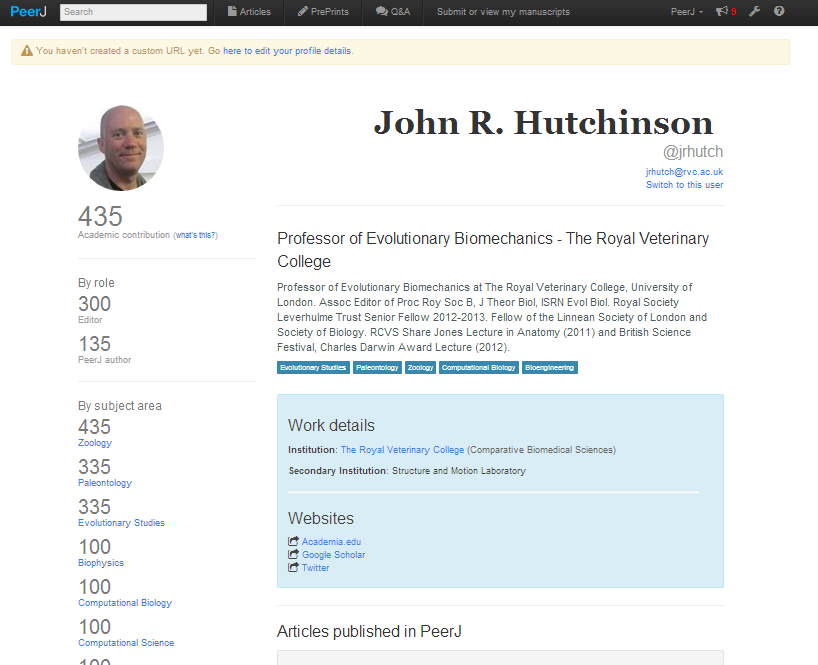 PeerJ Search Articles PrePrints Q&A Submit or view my manuscripts PeerJ 9
You haven't created a custom URL yet. Go here to edit your profile details.
John R. Hutchinson
@jrhutch
jrhutch@rvc.ac.uk
Switch to this user
435
Academic contribution (what's this?)
By role
300
Editor
135
PeerJ author
By subject area
435
Zoology
335
Paleontology
335
Evolutionary Studies
100
Biophysics
100
Computational Biology
100
Computational Science
100
Professor of Evolutionary Biomechanics - The Royal Veterinary
College
Professor of Evolutionary Biomechanics at The Royal Veterinary College, University of
London. Assoc Editor of Proc Roy Soc B, J Theor Biol, ISRN Evol Biol. Royal Society
Leverhulme Trust Senior Fellow 2012-2013. Fellow of the Linnean Society of London and
Society of Biology. RCVS Share Jones Lecture in Anatomy (2011) and British Science
Festival, Charles Darwin Award Lecture (2012).
Evolutionary Studies Paleontology Zoology Computational Biology Bioengineering
Work details
Institution: The Royal Veterinary College (Comparative Biomedical Sciences)
Secondary Institution: Structure and Motion Laboratory
Websites
Academia.edu
Google Scholar
Twitter
Articles published in PeerJ